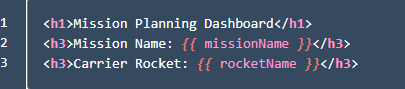 1 <h1>Mission Planning Dashboard</h1>
2 <h3>Mission Name: {{ missionName }}</h3>
3 <h3>Carrier Rocket: {{ rocketName }}</h3>